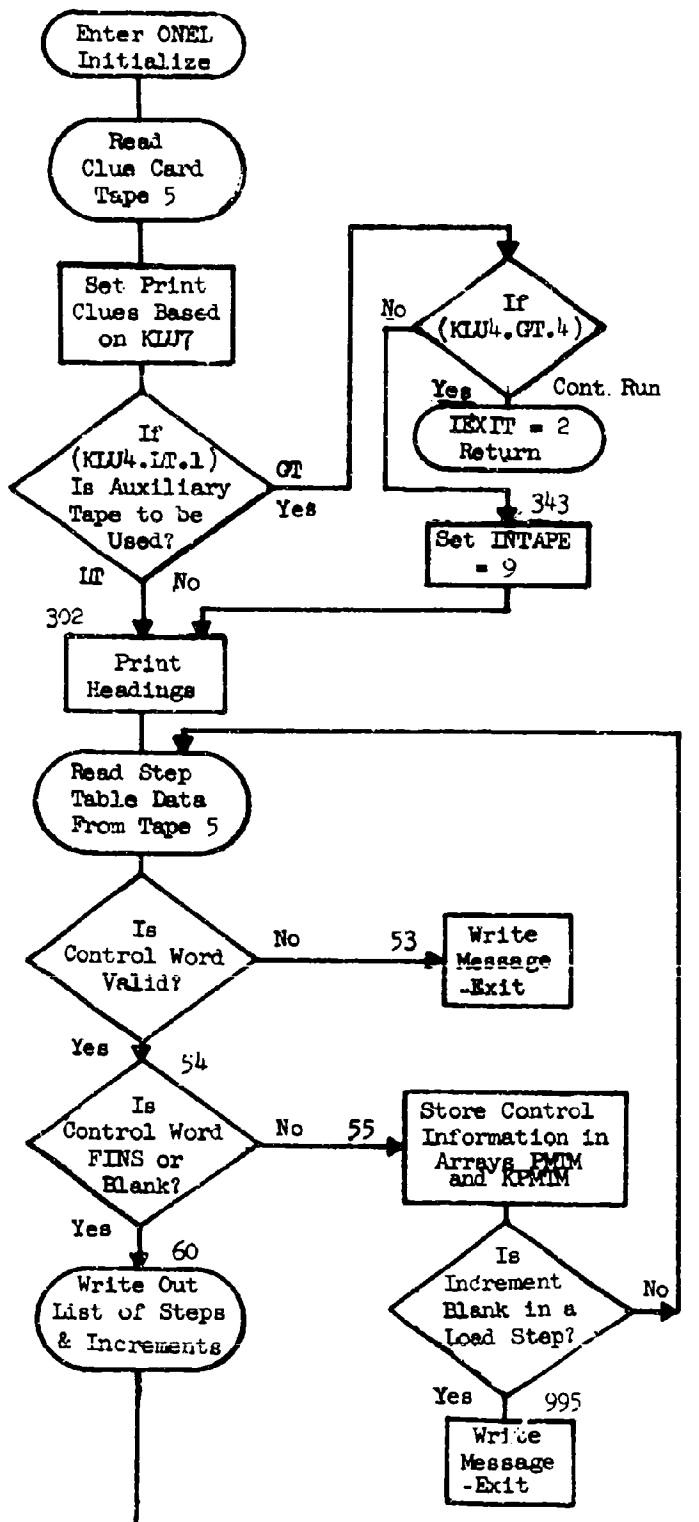 Enter ONEL
Initialize
Read
Clue Card
Tape 5
Set Print
Clues Based
on KLU7
If
(KLU4.LT.1)
Is Auxiliary
Tape to be
Used?
GT
Yes
LT
No
If
(KLU4.GT.4)
No
Yes
Cont. Run
IEXIT = 2
Return
343
Set INTAPE
= 9
302
Print
Headings
Read Step
Table Data
From Tape 5
Is
Control Word
Valid?
No
53
Write
Message
-Exit
Yes
54
Is
Control Word
FINS or
Blank?
No
55
Store Control
Information in
Arrays PMTM
and KPMTM
Yes
60
Write Out
List of Steps
& Increments
Is
Increment
Blank in a
Load Step?
No
Yes
995
Write
Message
-Exit